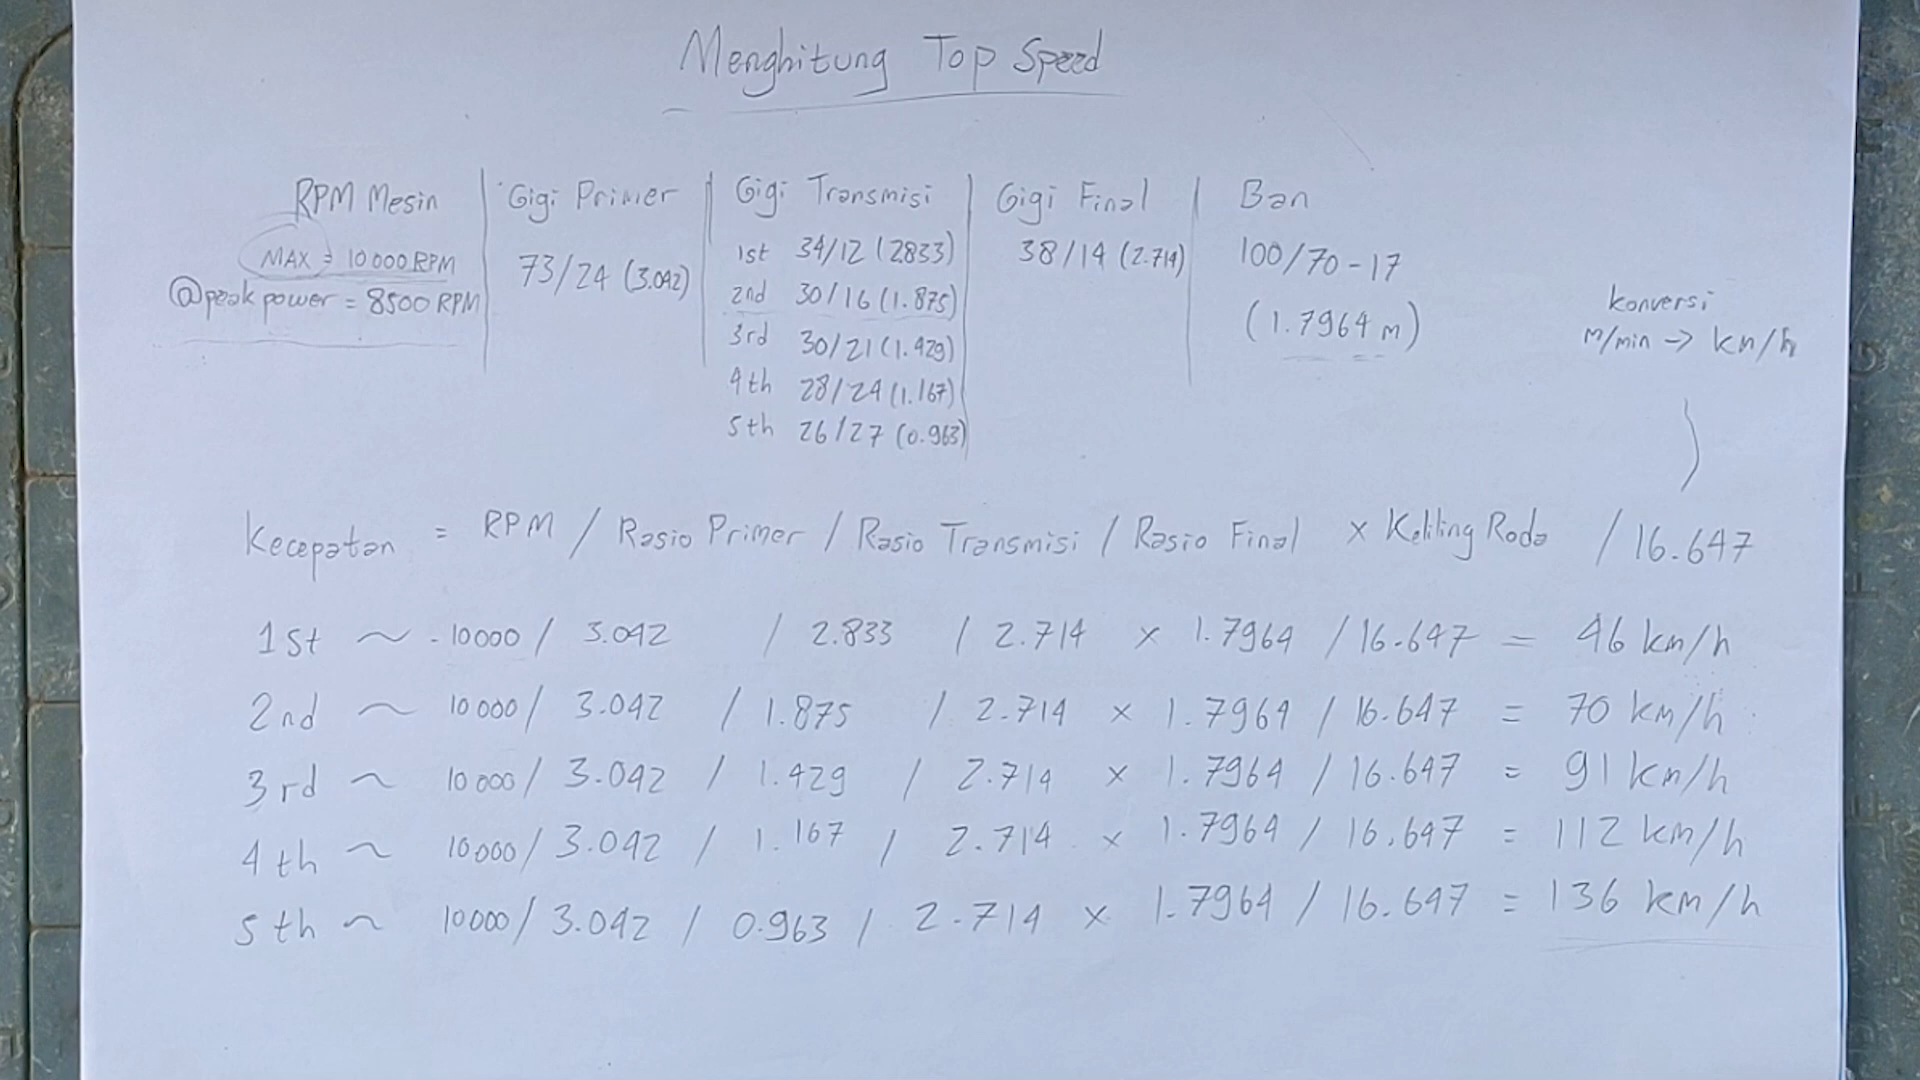 Menghitung Top Speed
RPM Mesin
MAX = 10000 RPM
@peak power = 8500 RPM
Gigi Primer
73/24 (3.042)
Gigi Transmisi
1st 34/12 (2833)
2nd 30/16 (1.875)
3rd 30/21 (1.429)
4th 28/24 (1.167)
5th 26/27 (0.963)
Gigi Final
38/14 (2.714)
Ban
100/70-17
(1.7964 m)
konversi
m/min -> km/h
Kecepatan = RPM / Rasio Primer / Rasio Transmisi / Rasio Final x Keliling Roda / 16.647
1st ~ 10000 / 3.042 / 2.833 / 2.714 x 1.7964 / 16.647 = 46 km/h
2nd ~ 10000 / 3.042 / 1.875 / 2.714 x 1.7964 / 16.647 = 70 km/h
3rd ~ 10000 / 3.042 / 1.429 / 2.714 x 1.7964 / 16.647 = 91 km/h
4th ~ 10000 / 3.042 / 1.167 / 2.714 x 1.7964 / 16.647 = 112 km/h
5th ~ 10000 / 3.042 / 0.963 / 2.714 x 1.7964 / 16.647 = 136 km/h